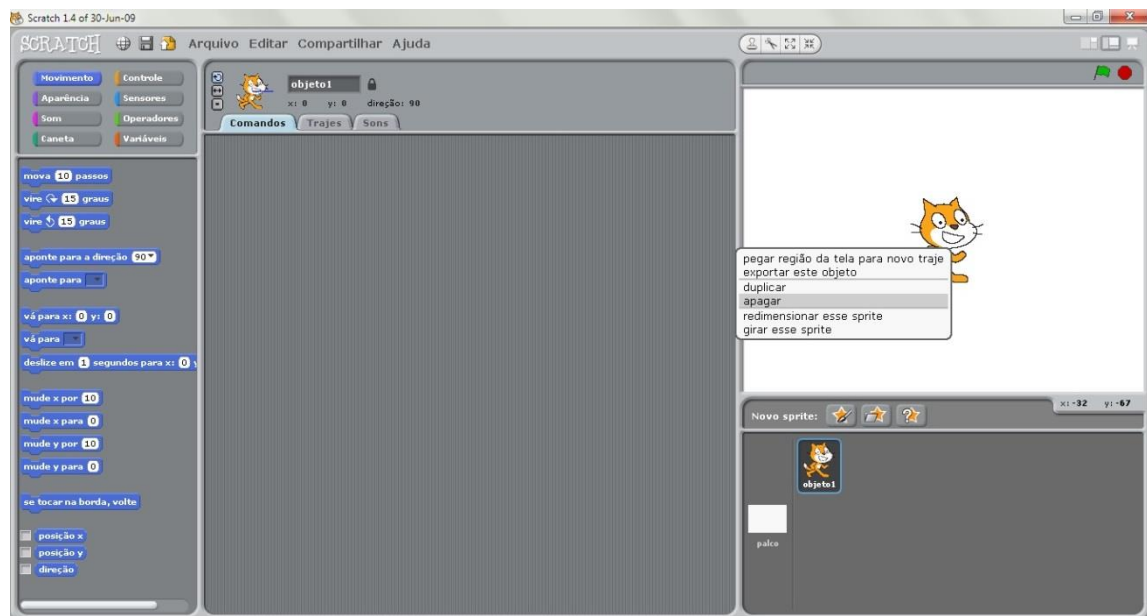 Scratch 1.4 of 30-Jun-09
SCRATCH Arquivo Editar Compartilhar Ajuda
Movimento Controle
Aparência Sensores
Som Operadores
Caneta Variáveis
mova 10 passos
vire 15 graus
vire 15 graus
aponte para a direção 90
aponte para
vá para x: 0 y: 0
vá para
deslize em 1 segundos para x: 0 y
mude x por 10
mude x para 0
mude y por 10
mude y para 0
se tocar na borda, volte
posição x
posição y
direção
objeto1
x: 0 y: 0 direção: 90
Comandos Trajes Sons
pegar região da tela para novo traje
exportar este objeto
duplicar
apagar
redimensionar esse sprite
girar esse sprite
x: -32 y: -67
Novo sprite:
objeto1
palco